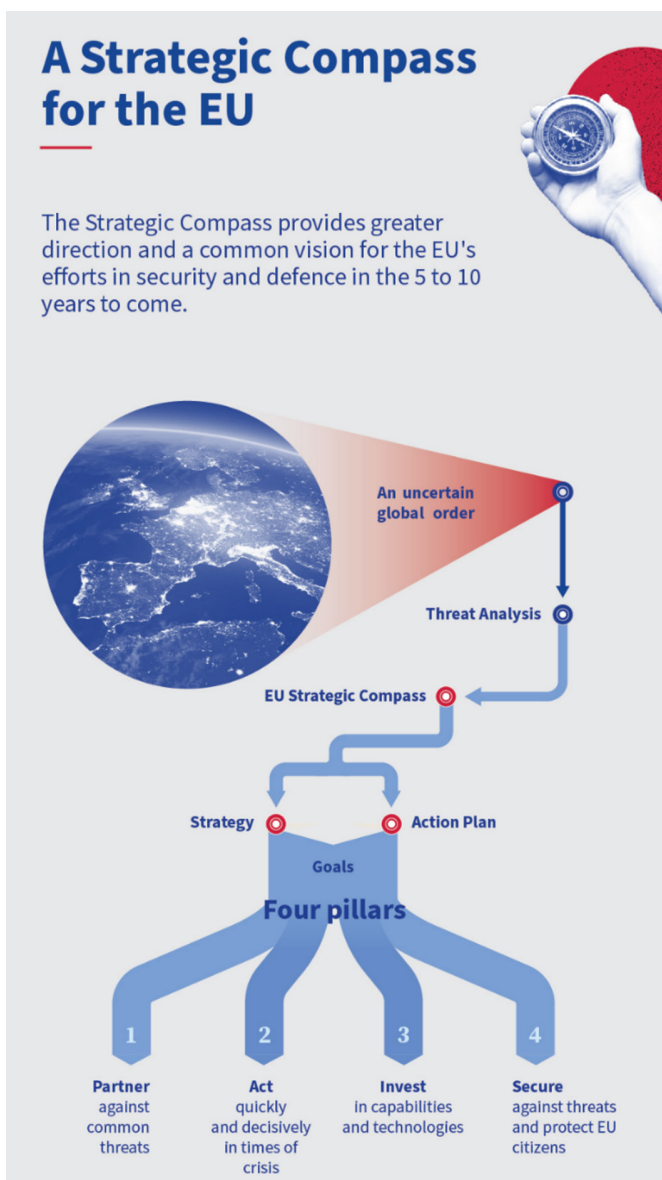 A Strategic Compass
for the EU
The Strategic Compass provides greater
direction and a common vision for the EU's
efforts in security and defence in the 5 to 10
years to come.
An uncertain
global order
Threat Analysis
EU Strategic Compass
Strategy
Action Plan
Goals
Four pillars
1
Partner
against
common
threats
2
Act
quickly
and decisively
in times of
crisis
3
Invest
in capabilities
and technologies
4
Secure
against threats
and protect EU
citizens